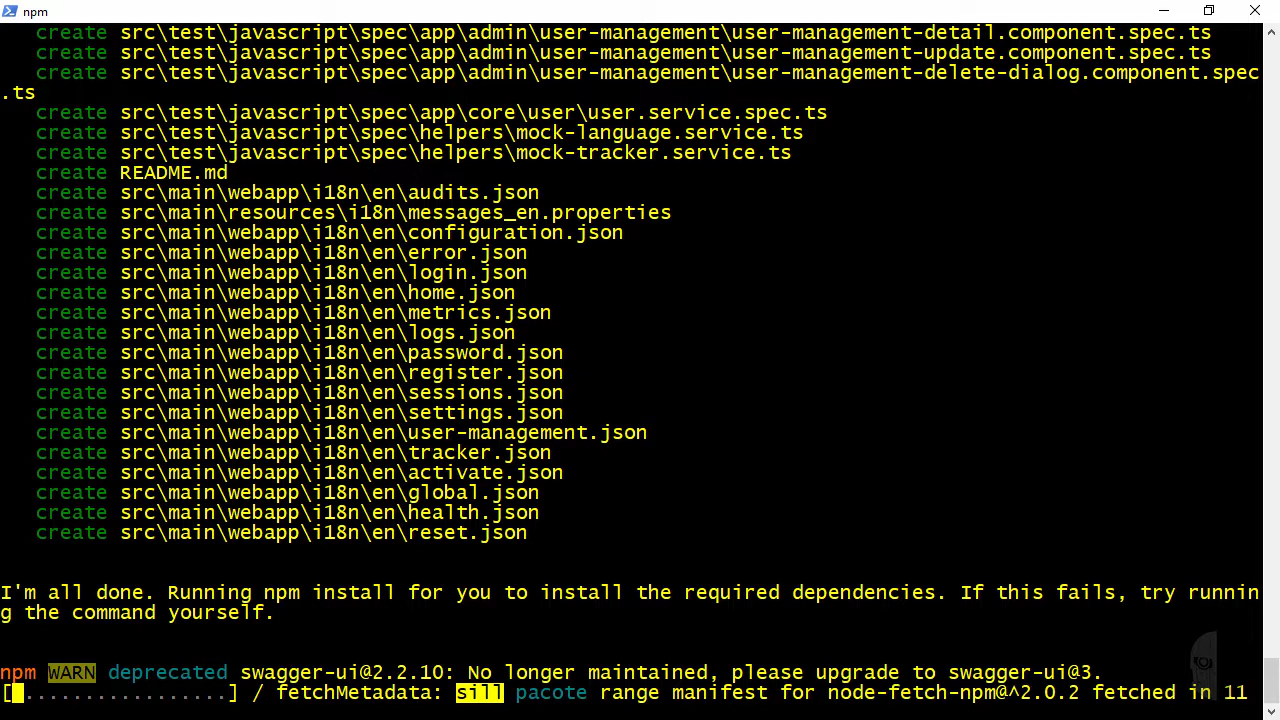 npm
create src\test\javascript\spec\app\admin\user-management\user-management-detail.component.spec.ts
create src\test\javascript\spec\app\admin\user-management\user-management-update.component.spec.ts
create src\test\javascript\spec\app\admin\user-management\user-management-delete-dialog.component.spec
.ts
create src\test\javascript\spec\app\core\user\user.service.spec.ts
create src\test\javascript\spec\helpers\mock-language.service.ts
create src\test\javascript\spec\helpers\mock-tracker.service.ts
create README.md
create src\main\webapp\i18n\en\audits.json
create src\main\resources\i18n\messages_en.properties
create src\main\webapp\i18n\en\configuration.json
create src\main\webapp\i18n\en\error.json
create src\main\webapp\i18n\en\login.json
create src\main\webapp\i18n\en\home.json
create src\main\webapp\i18n\en\metrics.json
create src\main\webapp\i18n\en\logs.json
create src\main\webapp\i18n\en\password.json
create src\main\webapp\i18n\en\register.json
create src\main\webapp\i18n\en\sessions.json
create src\main\webapp\i18n\en\settings.json
create src\main\webapp\i18n\en\user-management.json
create src\main\webapp\i18n\en\tracker.json
create src\main\webapp\i18n\en\activate.json
create src\main\webapp\i18n\en\global.json
create src\main\webapp\i18n\en\health.json
create src\main\webapp\i18n\en\reset.json
I'm all done. Running npm install for you to install the required dependencies. If this fails, try runnin
g the command yourself.
npm WARN deprecated swagger-ui@2.2.10: No longer maintained, please upgrade to swagger-ui@3.
[ .................] / fetchMetadata: sill pacote range manifest for node-fetch-npm@^2.0.2 fetched in 11